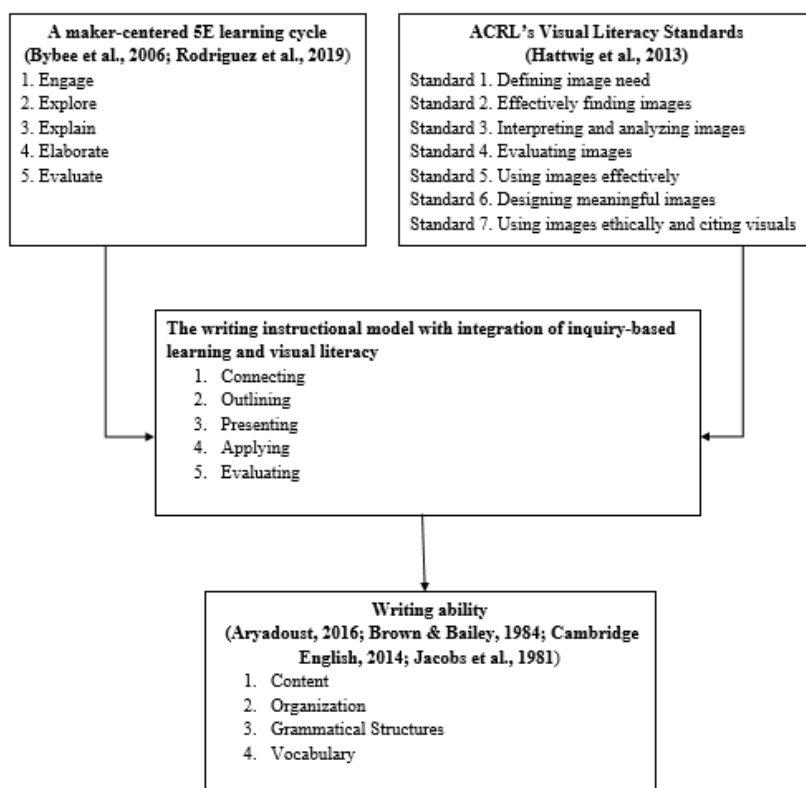 A maker-centered 5E learning cycle
(Bybee et al., 2006; Rodriguez et al., 2019)
1. Engage
2. Explore
3. Explain
4. Elaborate
5. Evaluate
ACRL's Visual Literacy Standards
(Hattwig et al., 2013)
Standard 1. Defining image need
Standard 2. Effectively finding images
Standard 3. Interpreting and analyzing images
Standard 4. Evaluating images
Standard 5. Using images effectively
Standard 6. Designing meaningful images
Standard 7. Using images ethically and citing visuals
The writing instructional model with integration of inquiry-based
learning and visual literacy
1. Connecting
2. Outlining
3. Presenting
4. Applying
5. Evaluating
Writing ability
(Aryadoust, 2016; Brown & Bailey, 1984; Cambridge
English, 2014; Jacobs et al., 1981)
1. Content
2. Organization
3. Grammatical Structures
4. Vocabulary